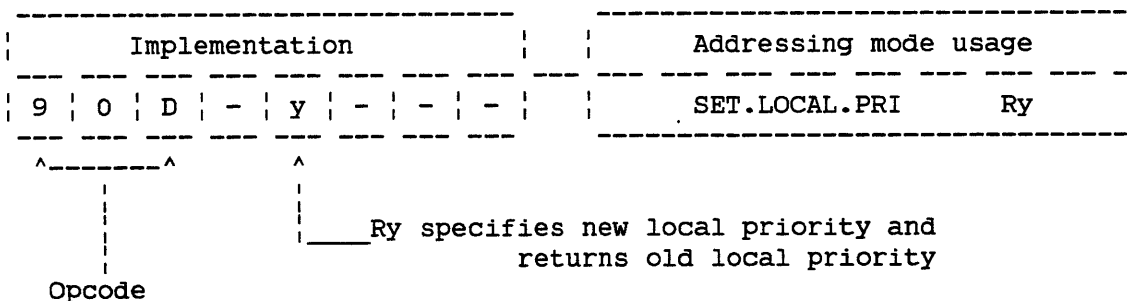 Implementation Addressing mode usage
9 0 D - y - - - SET.LOCAL.PRI Ry
Ry specifies new local priority and
returns old local priority
Opcode